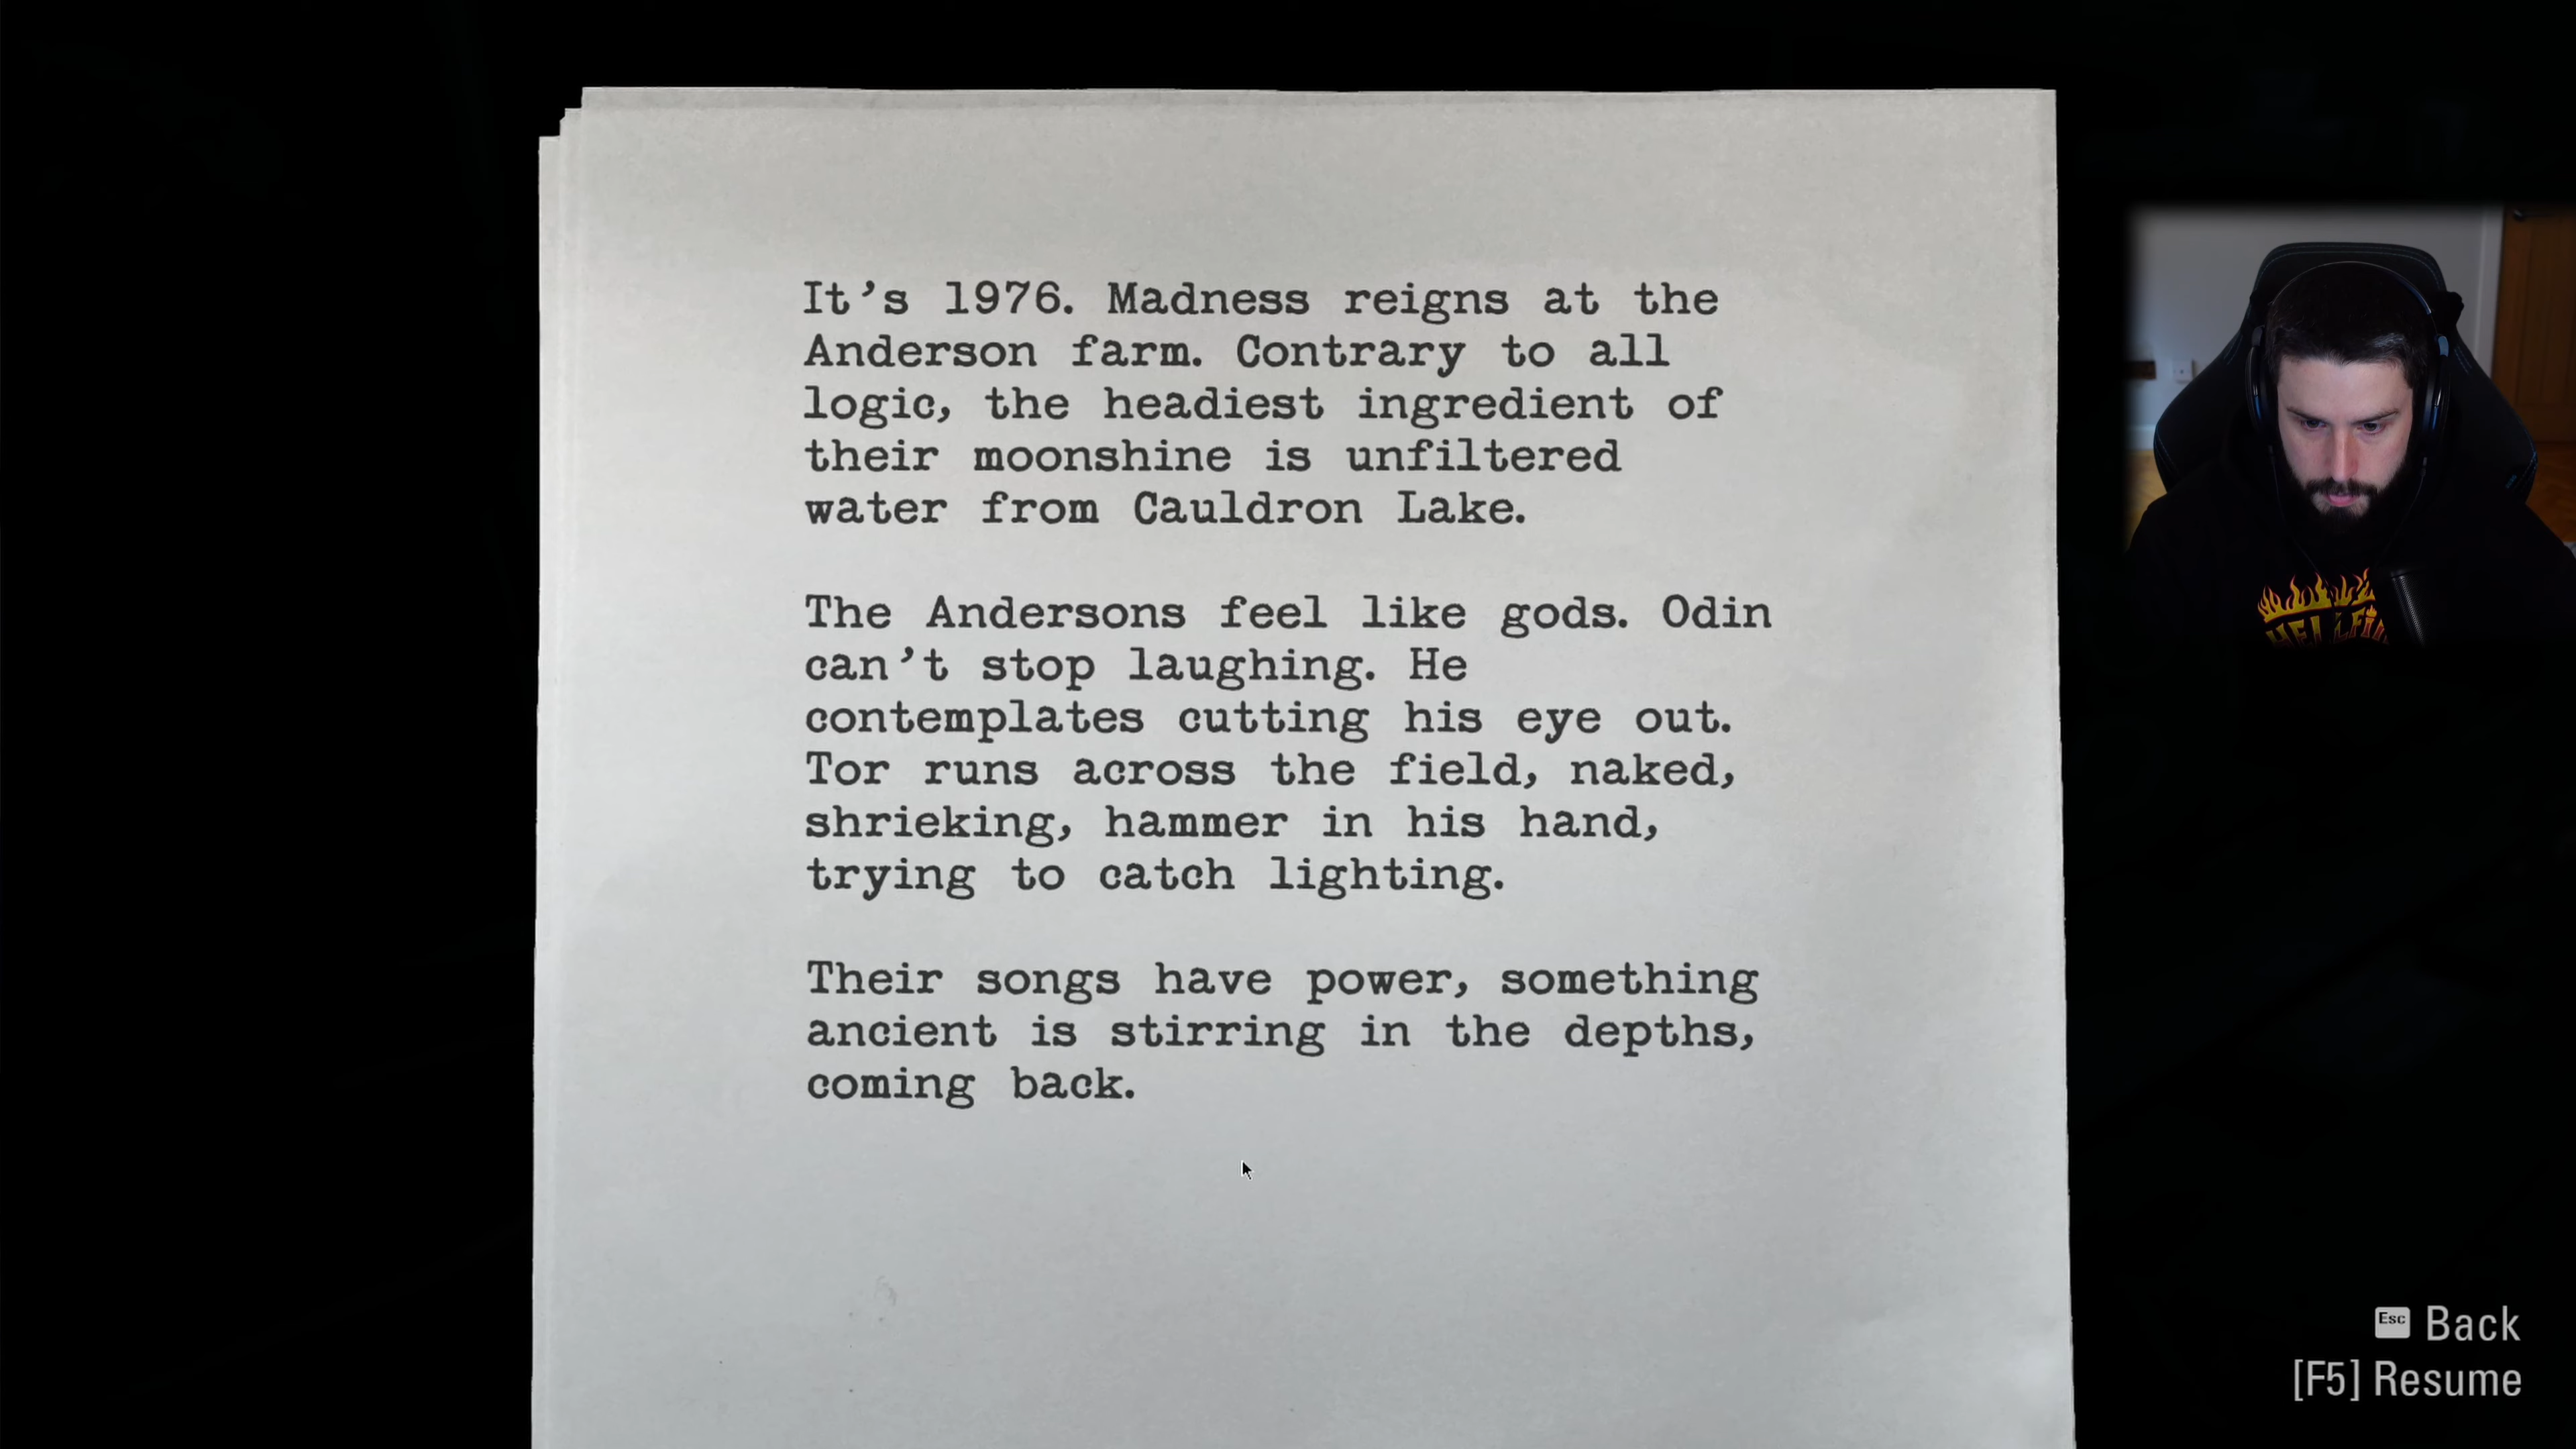 It’s 1976. Madness reigns at the
Anderson farm. Contrary to all
logic, the headiest ingredient of
their moonshine is unfiltered
water from Cauldron Lake.
The Andersons feel like gods. Odin
can’t stop laughing. He
contemplates cutting his eye out.
Tor runs across the field, naked,
shrieking, hammer in his hand,
trying to catch lighting.
Their songs have power, something
ancient is stirring in the depths,
coming back.
Esc Back
[F5] Resume